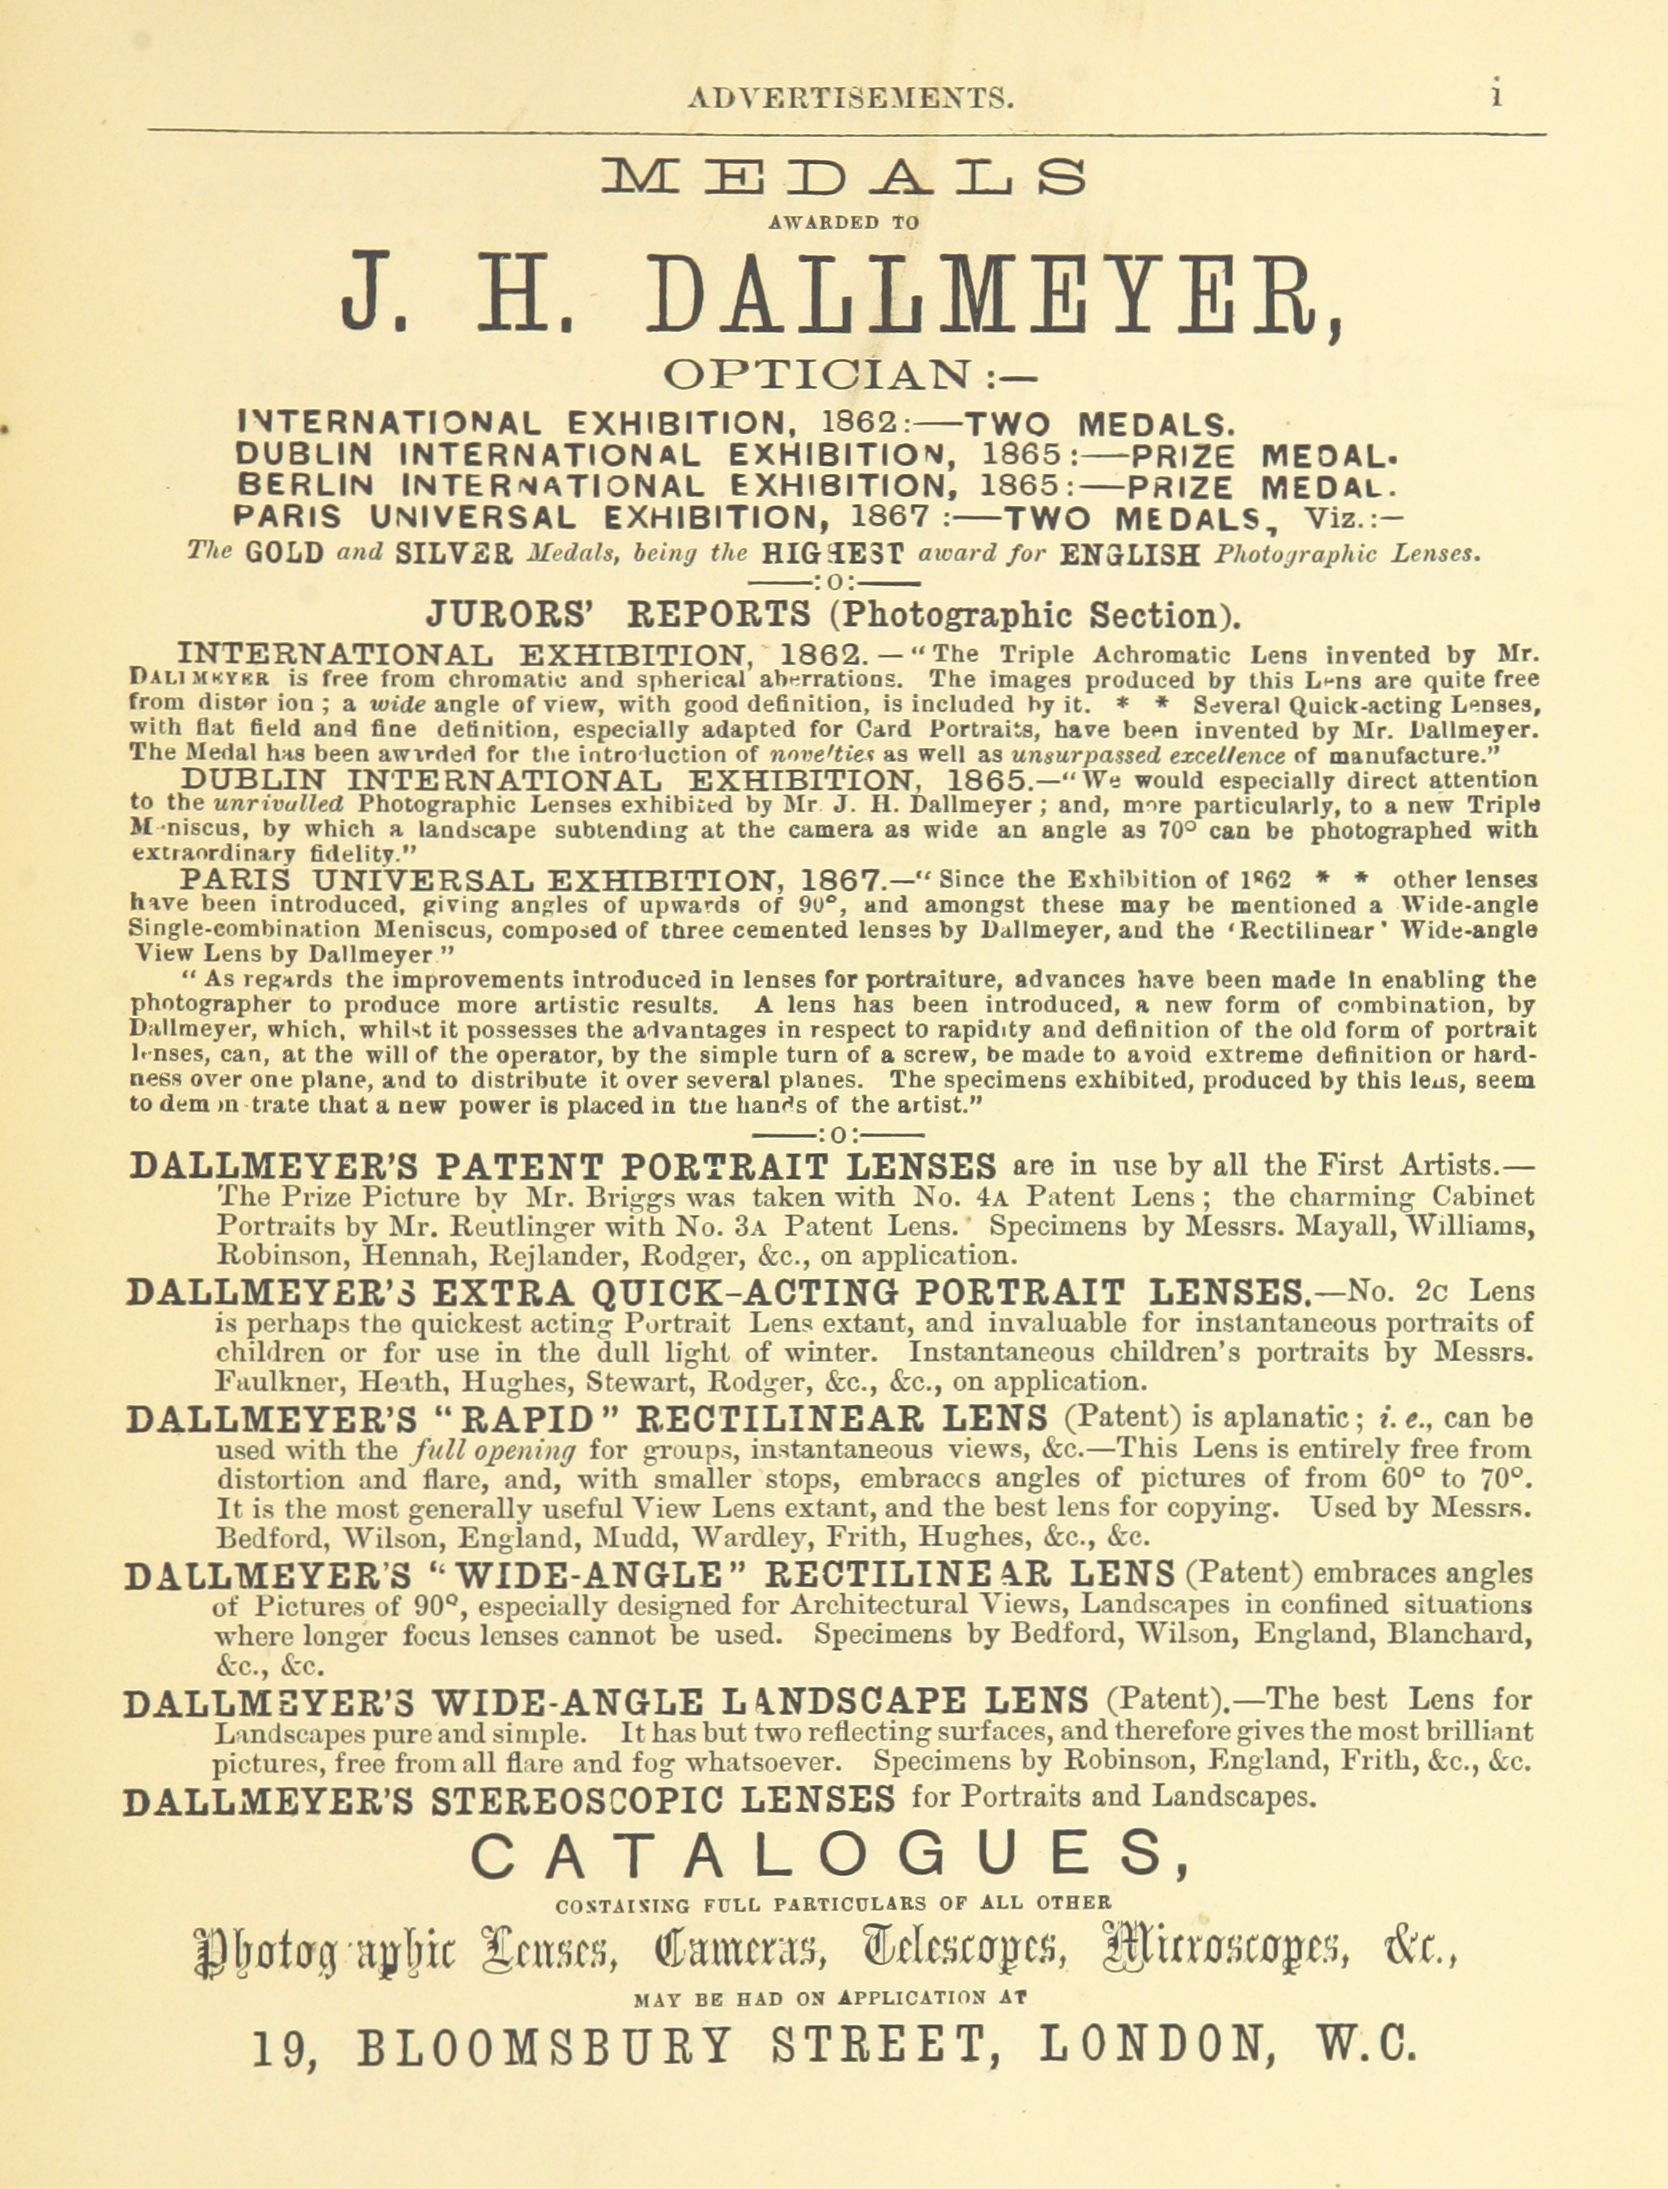 ADVERTISEMENTS. i
MEDALS
AWARDED TO
J. H. DALLMEYER,
OPTICIAN :—
INTERNATIONAL EXHIBITION, 1862:—TWO MEDALS.
DUBLIN INTERNATIONAL EXHIBITION, 1865:—PRIZE MEDAL.
BERLIN INTERNATIONAL EXHIBITION, 1865:—PRIZE MEDAL.
PARIS UNIVERSAL EXHIBITION, 1867 :—TWO MEDALS, Viz.:—
The GOLD and SILVER Medals, being the HIGHEST award for ENGLISH Photographic Lenses.
——:o:——
JURORS' REPORTS (Photographic Section).
INTERNATIONAL EXHIBITION, 1862.—"The Triple Achromatic Lens invented by Mr.
DALLMEYER is free from chromatic and spherical aberrations. The images produced by this Lens are quite free
from distor ion ; a wide angle of view, with good definition, is included by it. * * Several Quick-acting Lenses,
with flat field and fine definition, especially adapted for Card Portraits, have been invented by Mr. Dallmeyer.
The Medal has been awarded for the introduction of novelties as well as unsurpassed excellence of manufacture."
DUBLIN INTERNATIONAL EXHIBITION, 1865.—"We would especially direct attention
to the unrivalled Photographic Lenses exhibited by Mr. J. H. Dallmeyer ; and, more particularly, to a new Triple
Meniscus, by which a landscape subtending at the camera as wide an angle as 70° can be photographed with
extraordinary fidelity."
PARIS UNIVERSAL EXHIBITION, 1867.—"Since the Exhibition of 1862 * * other lenses
have been introduced, giving angles of upwards of 90°, and amongst these may be mentioned a Wide-angle
Single-combination Meniscus, composed of three cemented lenses by Dallmeyer, and the 'Rectilinear' Wide-angle
View Lens by Dallmeyer."
"As regards the improvements introduced in lenses for portraiture, advances have been made in enabling the
photographer to produce more artistic results. A lens has been introduced, a new form of combination, by
Dallmeyer, which, whilst it possesses the advantages in respect to rapidity and definition of the old form of portrait
lenses, can, at the will of the operator, by the simple turn of a screw, be made to avoid extreme definition or hard-
ness over one plane, and to distribute it over several planes. The specimens exhibited, produced by this lens, seem
to demonstrate that a new power is placed in the hands of the artist."
——:o:——
DALLMEYER'S PATENT PORTRAIT LENSES are in use by all the First Artists.—
The Prize Picture by Mr. Briggs was taken with No. 4A Patent Lens ; the charming Cabinet
Portraits by Mr. Reutlinger with No. 3A Patent Lens. Specimens by Messrs. Mayall, Williams,
Robinson, Hennah, Rejlander, Rodger, &c., on application.
DALLMEYER'S EXTRA QUICK-ACTING PORTRAIT LENSES.—No. 2C Lens
is perhaps the quickest acting Portrait Lens extant, and invaluable for instantaneous portraits of
children or for use in the dull light of winter. Instantaneous children's portraits by Messrs.
Faulkner, Heath, Hughes, Stewart, Rodger, &c., &c., on application.
DALLMEYER'S "RAPID" RECTILINEAR LENS (Patent) is aplanatic ; i. e., can be
used with the full opening for groups, instantaneous views, &c.—This Lens is entirely free from
distortion and flare, and, with smaller stops, embraces angles of pictures of from 60° to 70°.
It is the most generally useful View Lens extant, and the best lens for copying. Used by Messrs.
Bedford, Wilson, England, Mudd, Wardley, Frith, Hughes, &c., &c.
DALLMEYER'S "WIDE-ANGLE" RECTILINEAR LENS (Patent) embraces angles
of Pictures of 90°, especially designed for Architectural Views, Landscapes in confined situations
where longer focus lenses cannot be used. Specimens by Bedford, Wilson, England, Blanchard,
&c., &c.
DALLMEYER'S WIDE-ANGLE LANDSCAPE LENS (Patent).—The best Lens for
Landscapes pure and simple. It has but two reflecting surfaces, and therefore gives the most brilliant
pictures, free from all flare and fog whatsoever. Specimens by Robinson, England, Frith, &c., &c.
DALLMEYER'S STEREOSCOPIC LENSES for Portraits and Landscapes.
CATALOGUES,
CONTAINING FULL PARTICULARS OF ALL OTHER
Photographic Lenses, Cameras, Telescopes, Microscopes, &c.,
MAY BE HAD ON APPLICATION AT
19, BLOOMSBURY STREET, LONDON, W.C.